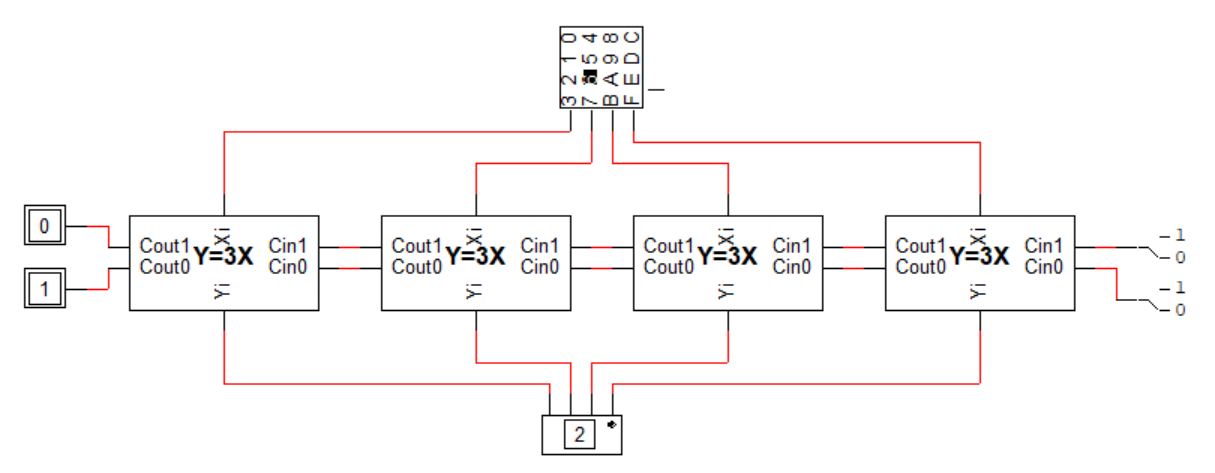 0 4 8 C
1 5 9 D
2 A E
3 7 B F
0
1
Cout1 Xi Cin1
Cout0 Y=3X Cin0
Yi
Cout1 Xi Cin1
Cout0 Y=3X Cin0
Yi
Cout1 Xi Cin1
Cout0 Y=3X Cin0
Yi
Cout1 Xi Cin1
Cout0 Y=3X Cin0
Yi
1
0
1
0
2